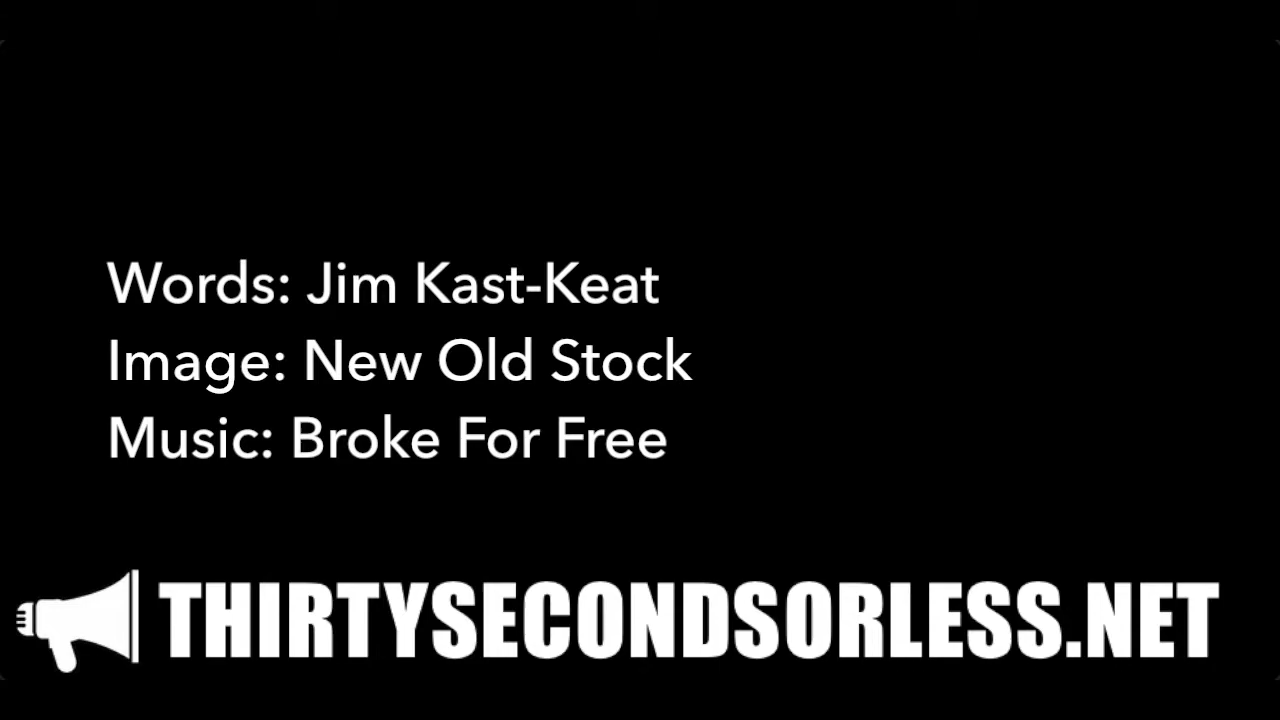 Words: Jim Kast-Keat
Image: New Old Stock
Music: Broke For Free
THIRTYSECONDSORLESS.NET